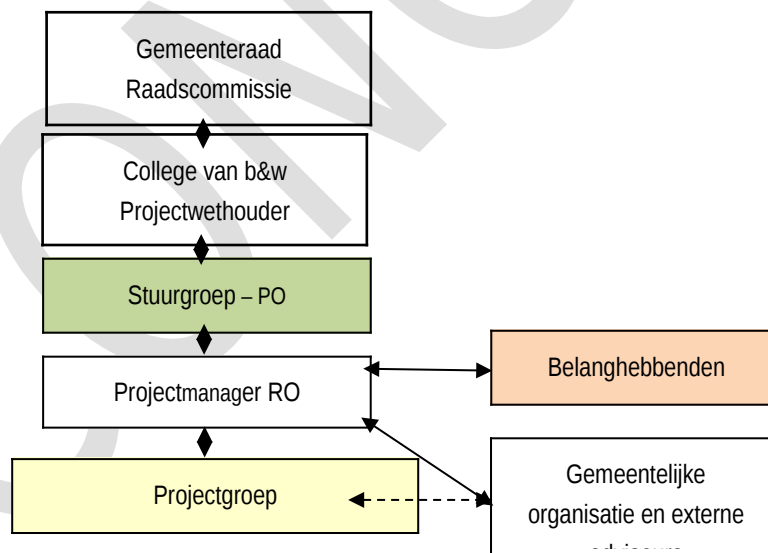 Gemeenteraad
Raadscommissie
College van b&w
Projectwethouder
Stuurgroep – PO
Projectmanager RO
Belanghebbenden
Projectgroep
Gemeentelijke
organisatie en externe